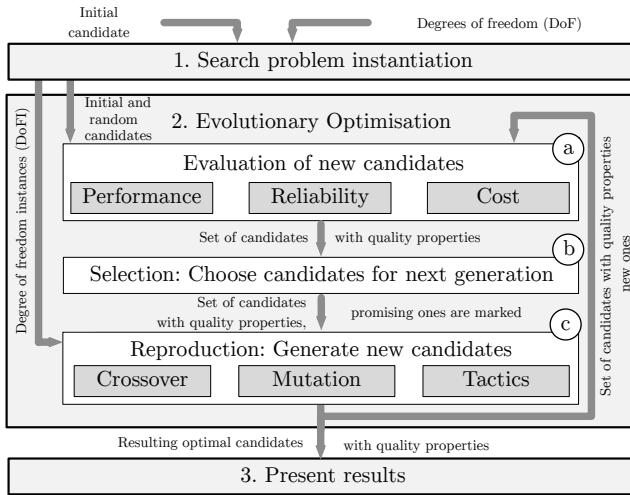 Initial
candidate
Degrees of freedom (DoF)
1. Search problem instantiation
Degree of freedom instances (DoFI)
Initial and
random
candidates
2. Evolutionary Optimisation
a
Evaluation of new candidates
Performance
Reliability
Cost
Set of candidates with quality properties
b
Selection: Choose candidates for next generation
Set of candidates
with quality properties, promising ones are marked
c
Reproduction: Generate new candidates
Crossover
Mutation
Tactics
Set of candidates with quality properties
new ones
Resulting optimal candidates with quality properties
3. Present results